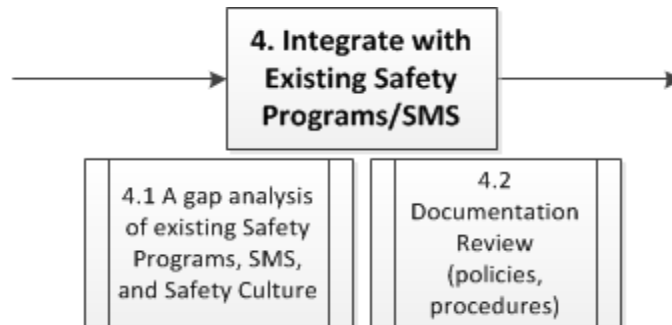 4. Integrate with
Existing Safety
Programs/SMS
4.1 A gap analysis
of existing Safety
Programs, SMS,
and Safety Culture
4.2
Documentation
Review
(policies,
procedures)